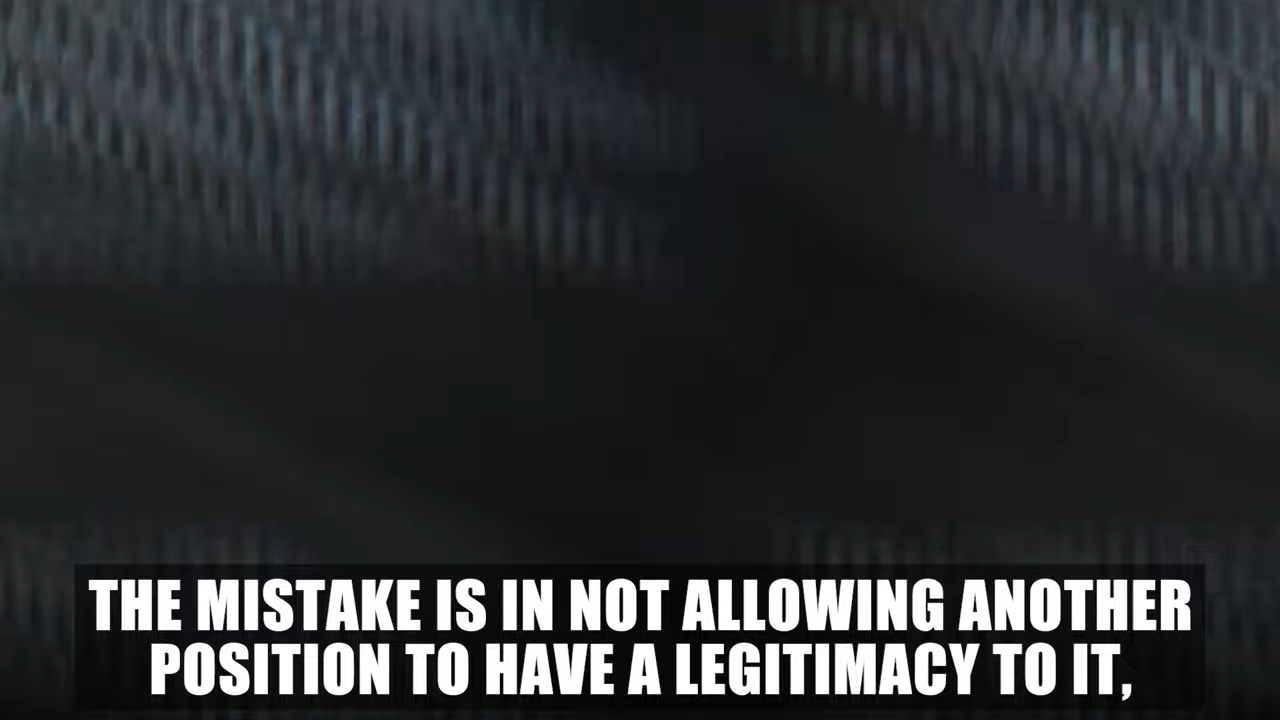 THE MISTAKE IS IN NOT ALLOWING ANOTHER
POSITION TO HAVE A LEGITIMACY TO IT,